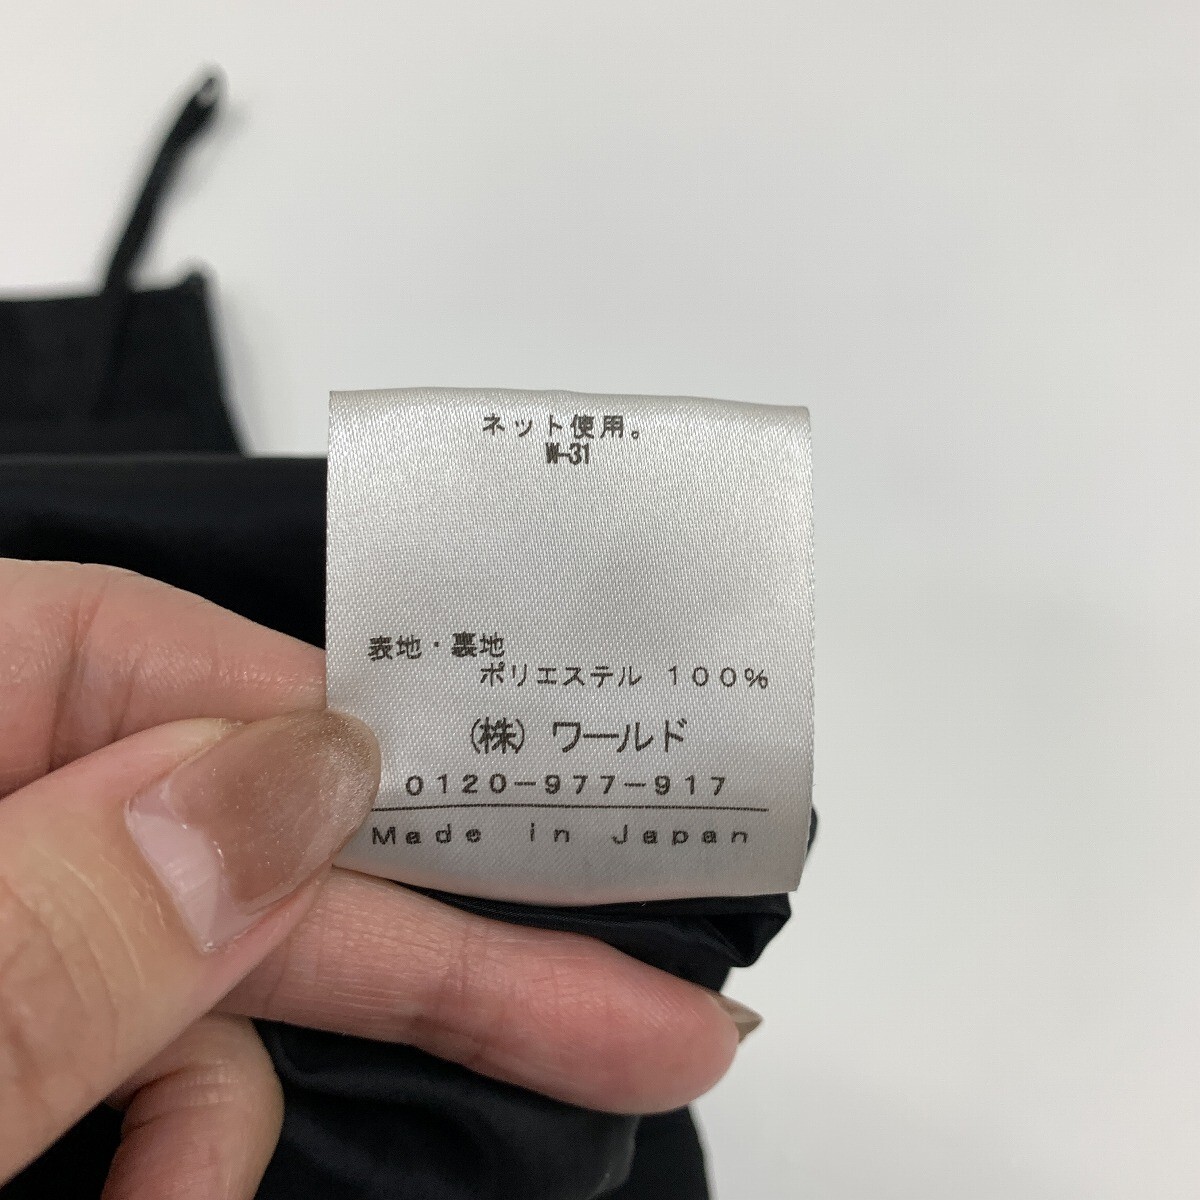 ネット使用。
W-31
表地・裏地
ポリエステル 100%
(株) ワールド
0120-977-917
Made in Japan